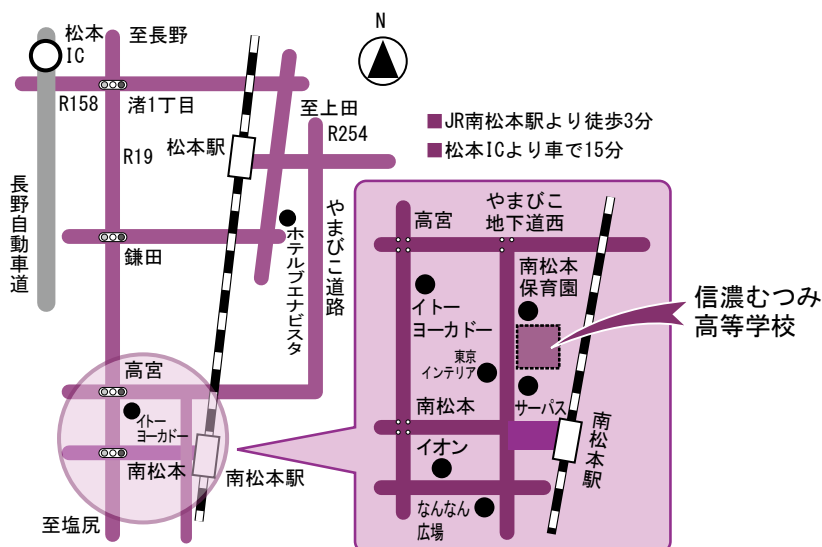 松本
IC
至長野
N
R158
渚1丁目
至上田
R254
松本駅
R19
■JR南松本駅より徒歩3分
■松本ICより車で15分
長野自動車道
鎌田
ホテルブエナビスタ
やまびこ道路
高宮
イトー
ヨーカドー
南松本
南松本駅
至塩尻
高宮
やまびこ
地下道西
南松本
保育園
イトー
ヨーカドー
東京
インテリア
サーパス
南松本
南松本駅
イオン
なんなん
広場
信濃むつみ
高等学校